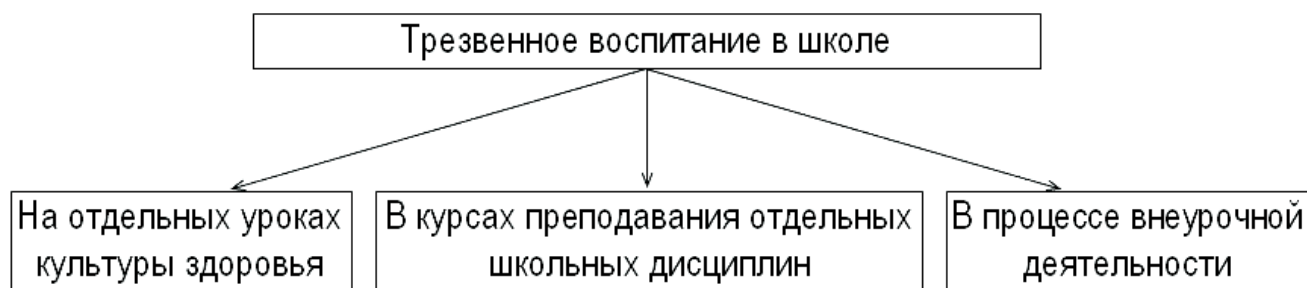 Трезвенное воспитание в школе
На отдельных уроках
культуры здоровья
В курсах преподавания отдельных
школьных дисциплин
В процессе внеурочной
деятельности